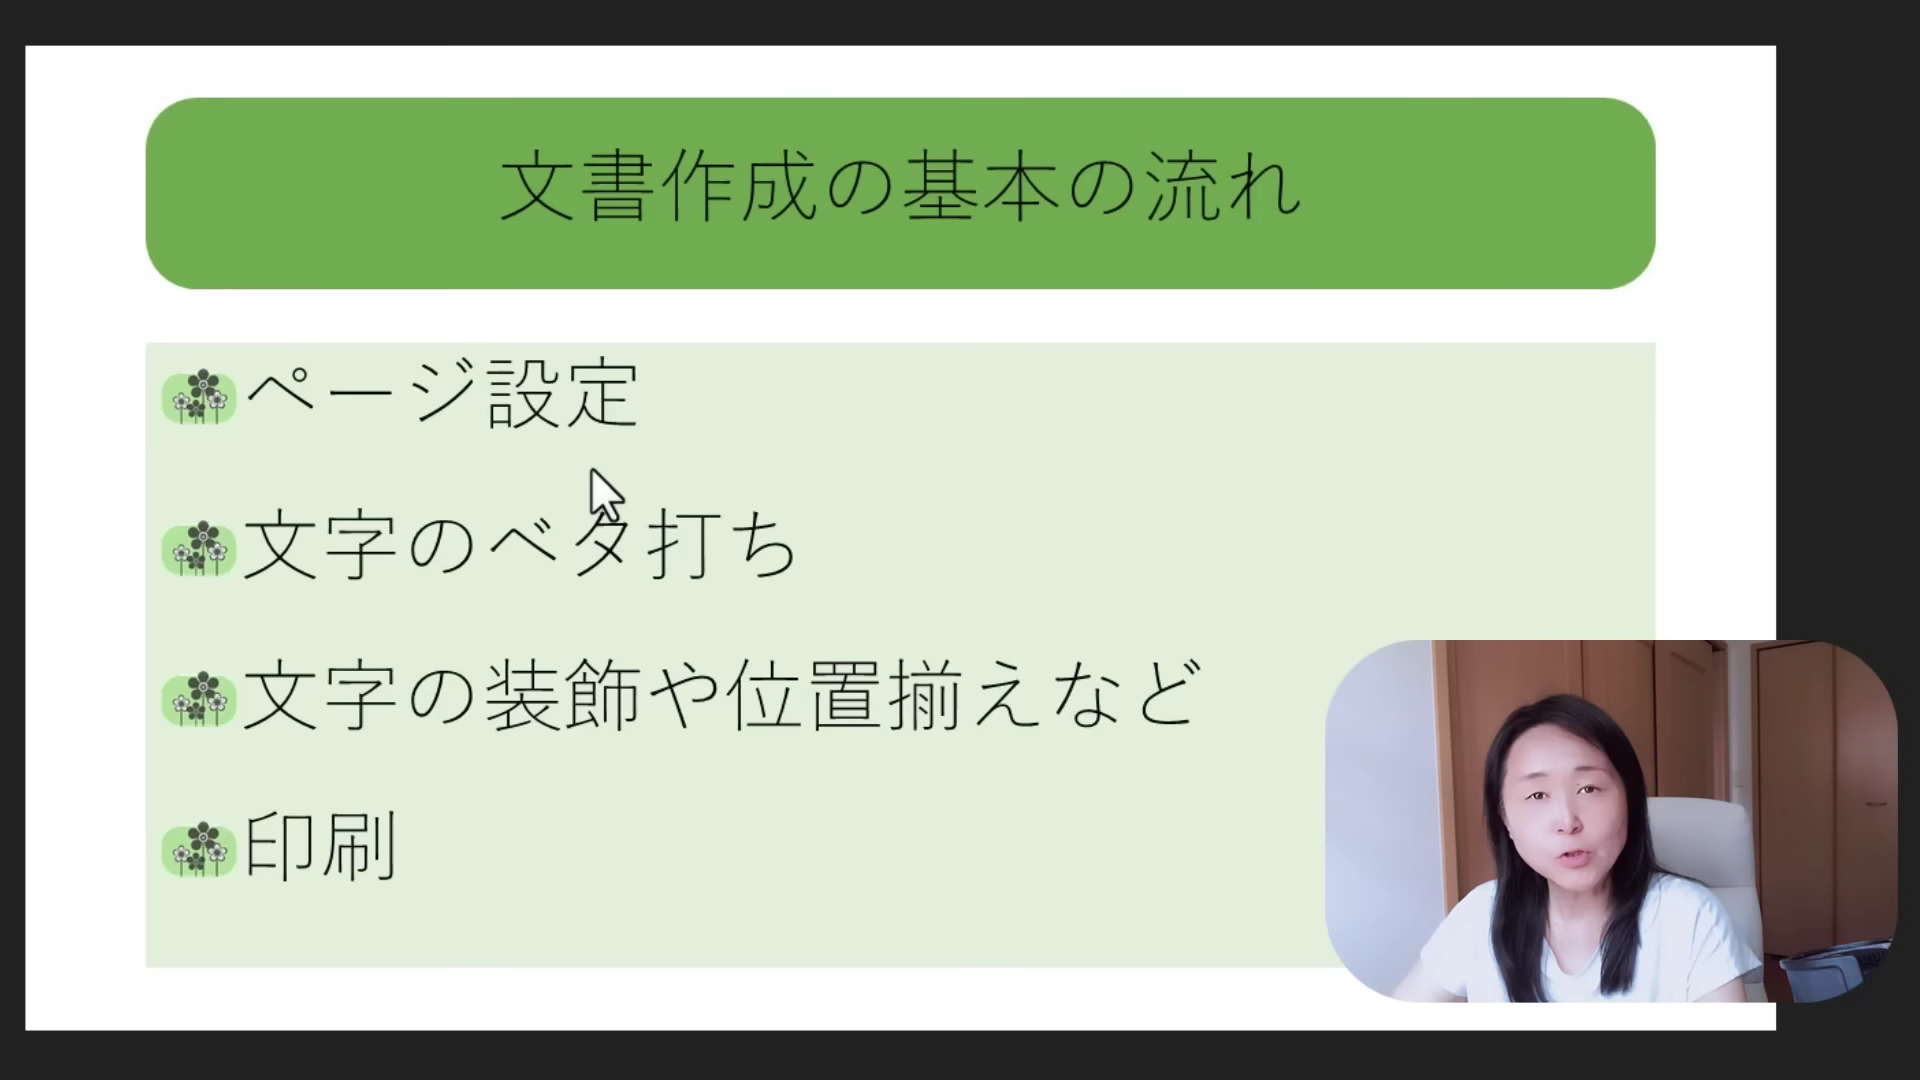 文書作成の基本の流れ
ページ設定
文字のベタ打ち
文字の装飾や位置揃えなど
印刷